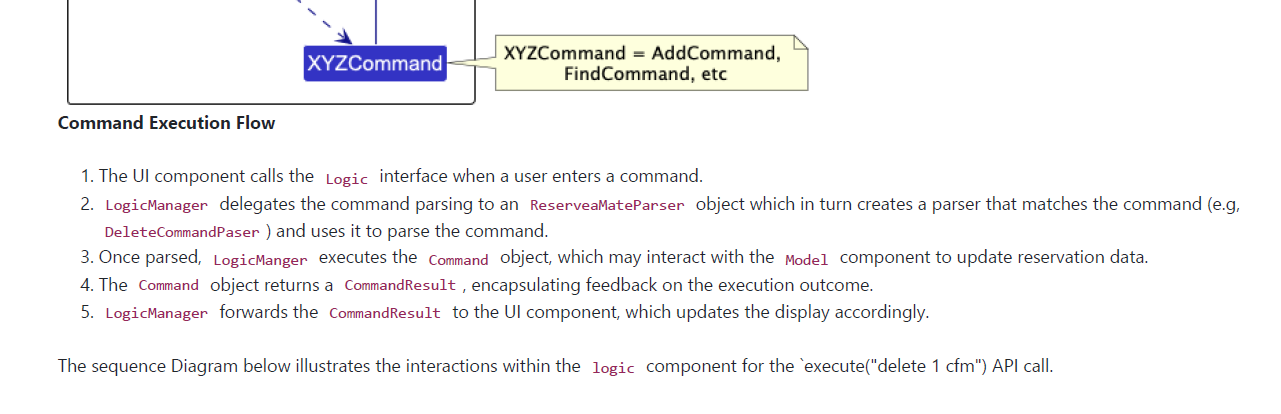 XYZCommand
XYZCommand = AddCommand,
FindCommand, etc
Command Execution Flow
1. The UI component calls the Logic interface when a user enters a command.
2. LogicManager delegates the command parsing to an ReserveaMateParser object which in turn creates a parser that matches the command (e.g,
DeleteCommandPaser ) and uses it to parse the command.
3. Once parsed, LogicManger executes the Command object, which may interact with the Model component to update reservation data.
4. The Command object returns a CommandResult , encapsulating feedback on the execution outcome.
5. LogicManager forwards the CommandResult to the UI component, which updates the display accordingly.
The sequence Diagram below illustrates the interactions within the logic component for the `execute("delete 1 cfm") API call.